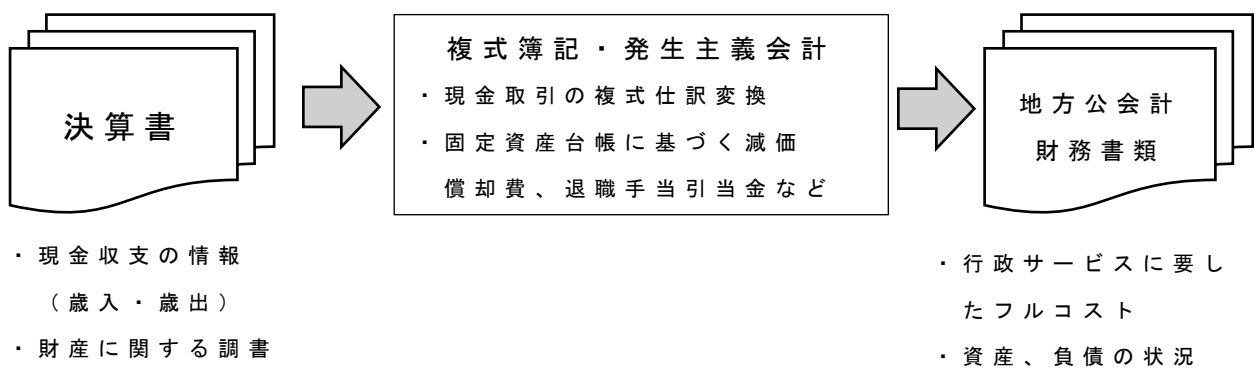 決算書
・現金収支の情報
（歳入・歳出）
・財産に関する調書
複式簿記・発生主義会計
・現金取引の複式仕訳変換
・固定資産台帳に基づく減価
償却費、退職手当引当金など
地方公会計
財務書類
・行政サービスに要し
たフルコスト
・資産、負債の状況